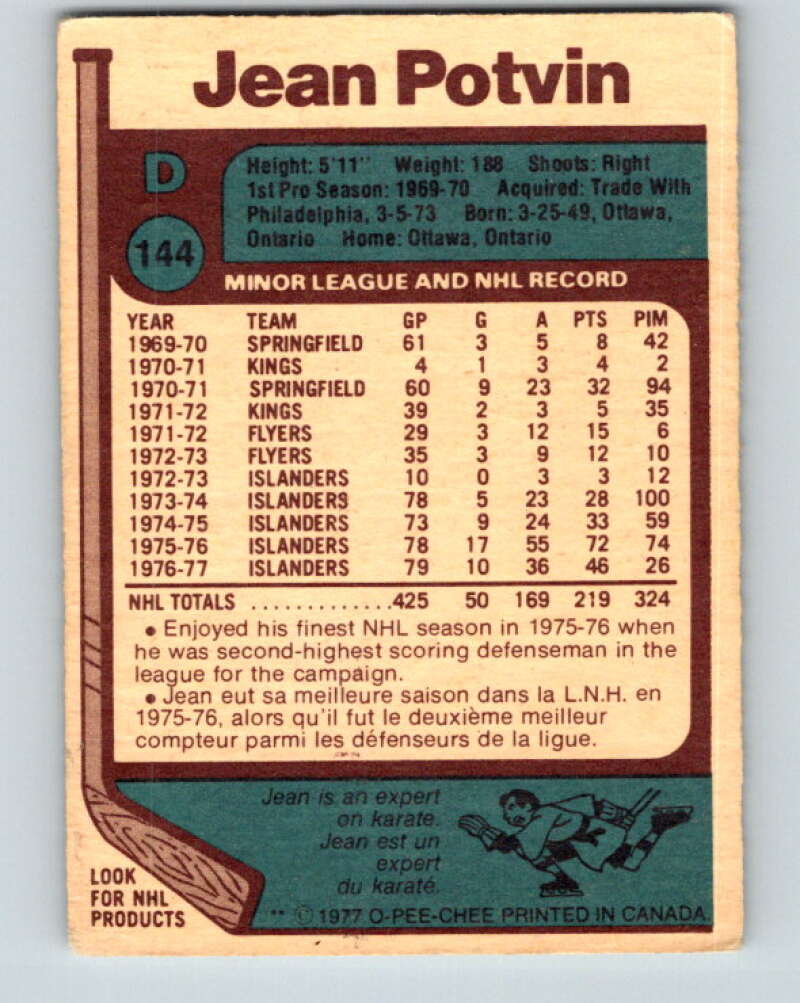 Jean Potvin
D
144
Height: 5'11" Weight: 188 Shoots: Right
1st Pro Season: 1969-70 Acquired: Trade With
Philadelphia, 3-5-73 Born: 3-25-49, Ottawa,
Ontario Home: Ottawa, Ontario
MINOR LEAGUE AND NHL RECORD
YEAR TEAM GP G A PTS PIM
1969-70 SPRINGFIELD 61 3 5 8 42
1970-71 KINGS 4 1 3 4 2
1970-71 SPRINGFIELD 60 9 23 32 94
1971-72 KINGS 39 2 3 5 35
1971-72 FLYERS 29 3 12 15 6
1972-73 FLYERS 35 3 9 12 10
1972-73 ISLANDERS 10 0 3 3 12
1973-74 ISLANDERS 78 5 23 28 100
1974-75 ISLANDERS 73 9 24 33 59
1975-76 ISLANDERS 78 17 55 72 74
1976-77 ISLANDERS 79 10 36 46 26
NHL TOTALS .............425 50 169 219 324
• Enjoyed his finest NHL season in 1975-76 when
he was second-highest scoring defenseman in the
league for the campaign.
• Jean eut sa meilleure saison dans la L.N.H. en
1975-76, alors qu'il fut le deuxième meilleur
compteur parmi les défenseurs de la ligue.
Jean is an expert
on karate.
Jean est un
expert
du karaté.
LOOK
FOR NHL
PRODUCTS
** © 1977 O-PEE-CHEE PRINTED IN CANADA.